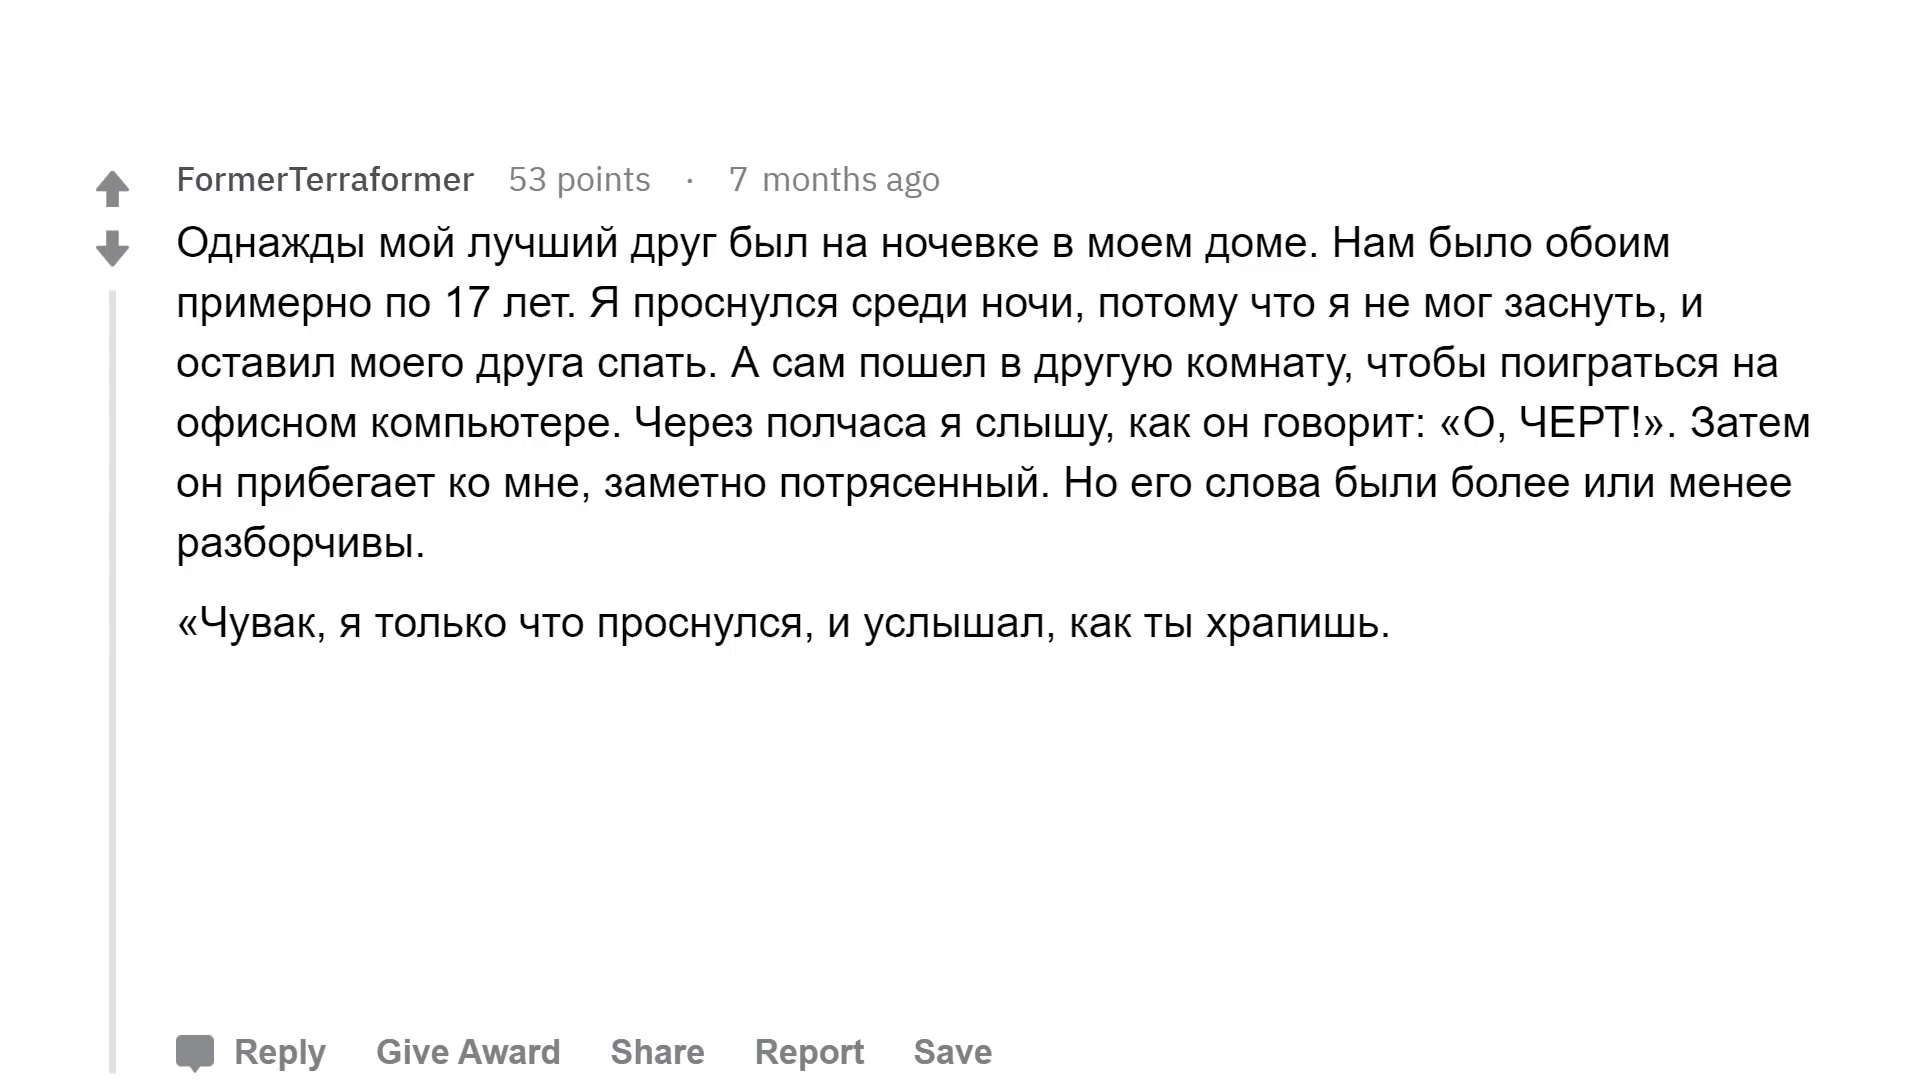 FormerTerraformer 53 points · 7 months ago
Однажды мой лучший друг был на ночевке в моем доме. Нам было обоим
примерно по 17 лет. Я проснулся среди ночи, потому что я не мог заснуть, и
оставил моего друга спать. А сам пошел в другую комнату, чтобы поиграться на
офисном компьютере. Через полчаса я слышу, как он говорит: «О, ЧЕРТ!». Затем
он прибегает ко мне, заметно потрясенный. Но его слова были более или менее
разборчивы.
«Чувак, я только что проснулся, и услышал, как ты храпишь.
Reply Give Award Share Report Save